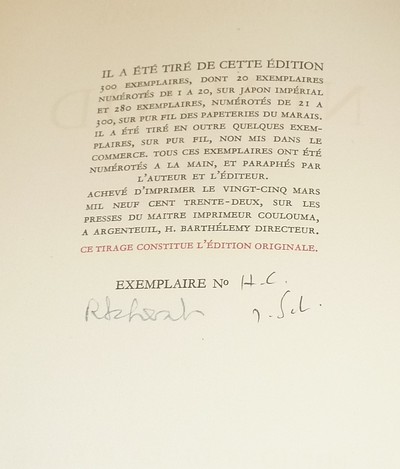 IL A ÉTÉ TIRÉ DE CETTE ÉDITION
300 EXEMPLAIRES, DONT 20 EXEMPLAIRES
NUMÉROTÉS DE 1 A 20, SUR JAPON IMPÉRIAL
ET 280 EXEMPLAIRES, NUMÉROTÉS DE 21 A
300, SUR PUR FIL DES PAPETERIES DU MARAIS.
IL A ÉTÉ TIRÉ EN OUTRE QUELQUES EXEM-
PLAIRES, SUR PUR FIL, NON MIS DANS LE
COMMERCE. TOUS CES EXEMPLAIRES ONT ÉTÉ
NUMÉROTÉS A LA MAIN, ET PARAPHÉS PAR
L'AUTEUR ET L'ÉDITEUR.
ACHEVÉ D'IMPRIMER LE VINGT-CINQ MARS
MIL NEUF CENT TRENTE-DEUX, SUR LES
PRESSES DU MAITRE IMPRIMEUR COULOUMA,
A ARGENTEUIL, H. BARTHÉLEMY DIRECTEUR.
CE TIRAGE CONSTITUE L'ÉDITION ORIGINALE.
EXEMPLAIRE No H.C.